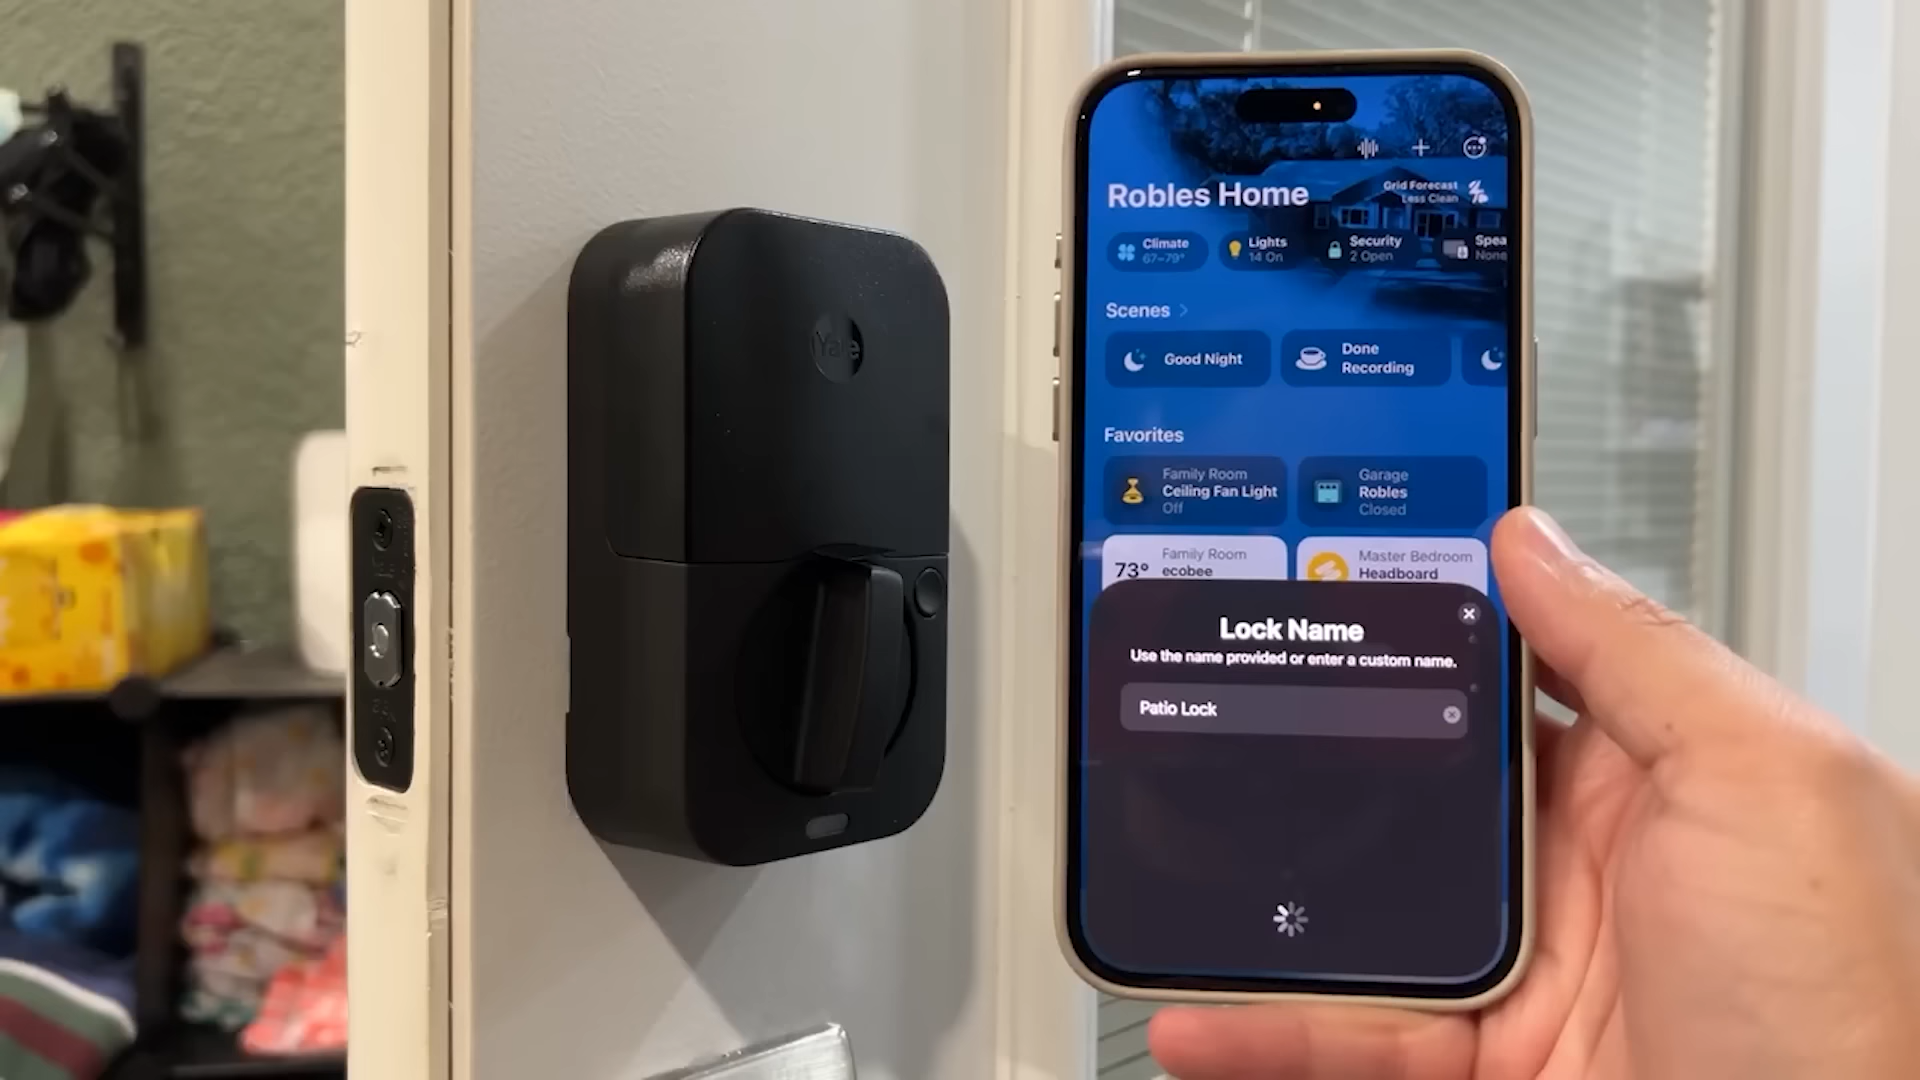 Yale
Robles Home
Grid Forecast
Less Clean
Climate
67–79°
Lights
14 On
Security
2 Open
Spea
None
Scenes >
Good Night
Done
Recording
Favorites
Family Room
Ceiling Fan Light
Off
Garage
Robles
Closed
73°
Family Room
ecobee
Master Bedroom
Headboard
Lock Name
Use the name provided or enter a custom name.
Patio Lock